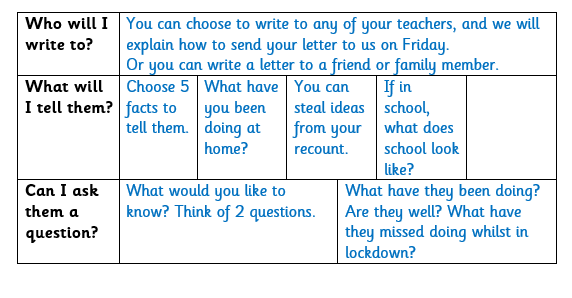 Who will I
write to?
You can choose to write to any of your teachers, and we will
explain how to send your letter to us on Friday.
Or you can write a letter to a friend or family member.
What will
I tell them?
Choose 5
facts to
tell them.
What have
you been
doing at
home?
You can
steal ideas
from your
recount.
If in
school,
what does
school look
like?
Can I ask
them a
question?
What would you like to
know? Think of 2 questions.
What have they been doing?
Are they well? What have
they missed doing whilst in
lockdown?